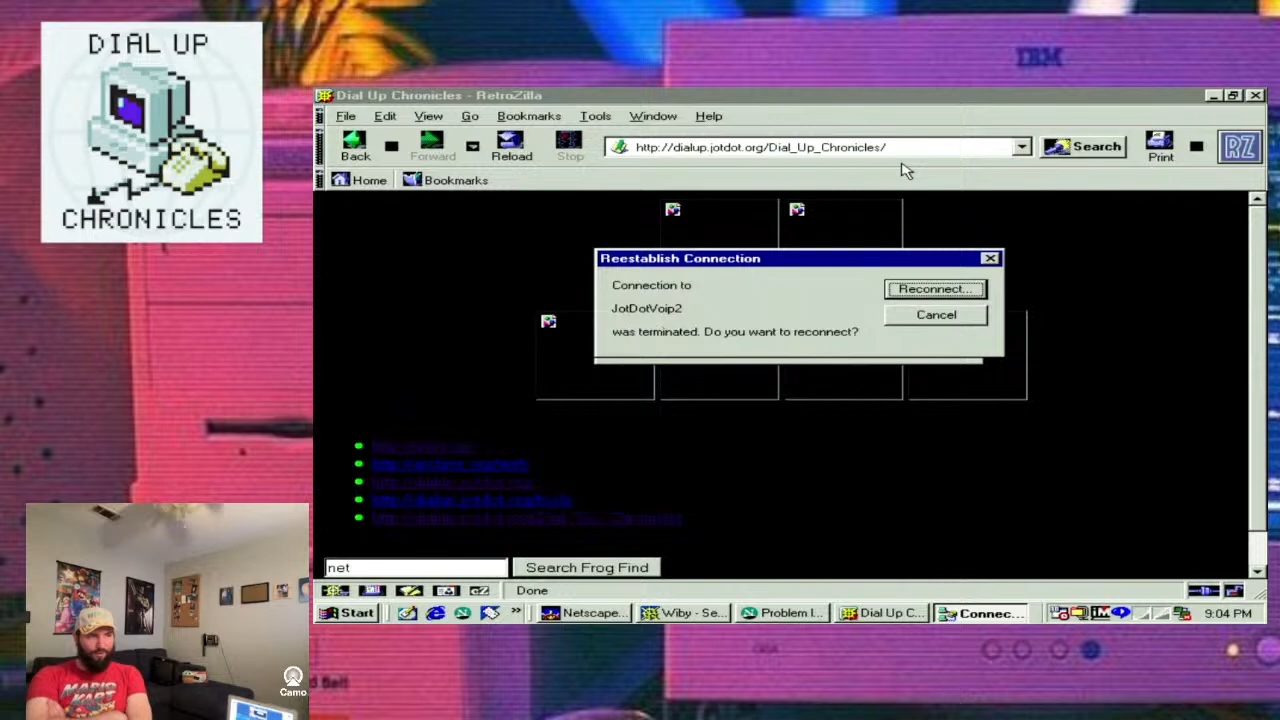 DIAL UP
CHRONICLES
IBM
Dial Up Chronicles - RetroZilla
File Edit View Go Bookmarks Tools Window Help
Back Forward Reload Stop http://dialup.jotdot.org/Dial_Up_Chronicles/ Search Print RZ
Home Bookmarks
Reestablish Connection
Connection to
JotDotVoip2
was terminated. Do you want to reconnect?
Reconnect...
Cancel
net
Search Frog Find
Done
Start Netscape... Wiby - Se... Problem l... Dial Up C... Connec... 9:04 PM
MARIO
KART
Camo
Bell